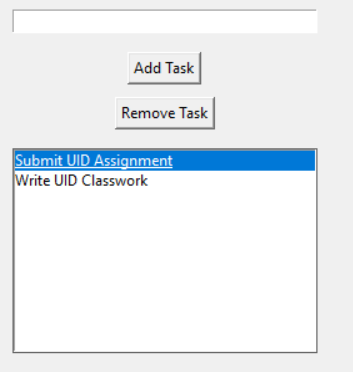 Add Task
Remove Task
Submit UID Assignment
Write UID Classwork